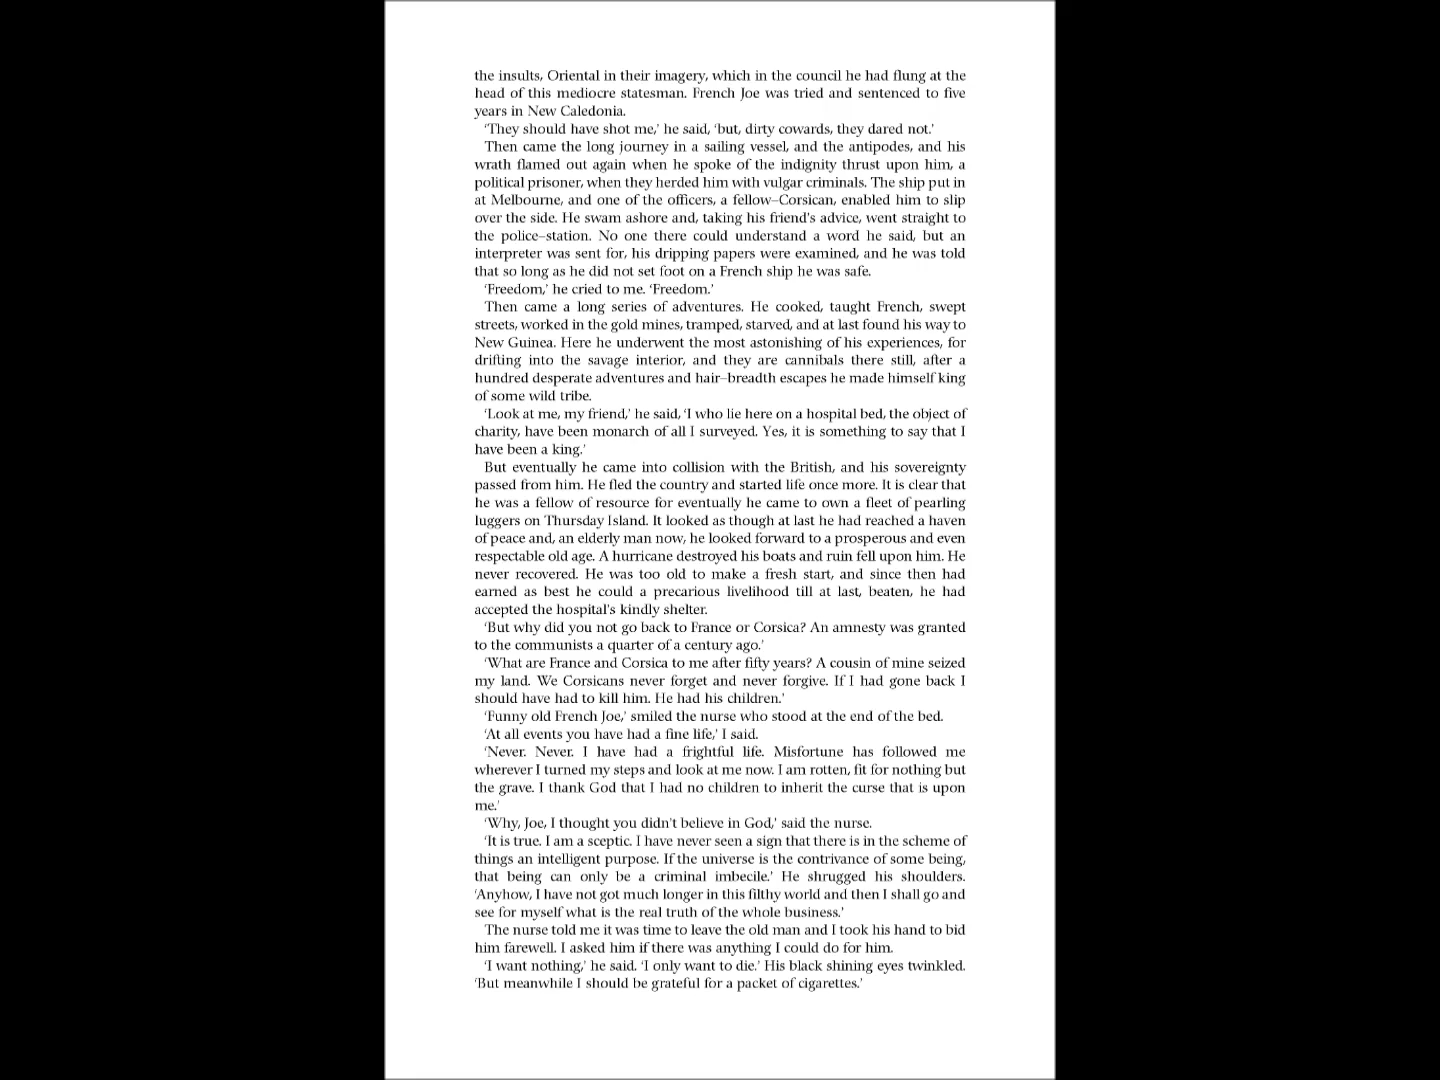 the insults, Oriental in their imagery, which in the council he had flung at the
head of this mediocre statesman. French Joe was tried and sentenced to five
years in New Caledonia.
‘They should have shot me,’ he said, ‘but, dirty cowards, they dared not.’
Then came the long journey in a sailing vessel, and the antipodes, and his
wrath flamed out again when he spoke of the indignity thrust upon him, a
political prisoner, when they herded him with vulgar criminals. The ship put in
at Melbourne, and one of the officers, a fellow–Corsican, enabled him to slip
over the side. He swam ashore and, taking his friend's advice, went straight to
the police–station. No one there could understand a word he said, but an
interpreter was sent for, his dripping papers were examined, and he was told
that so long as he did not set foot on a French ship he was safe.
‘Freedom,’ he cried to me. ‘Freedom.’
Then came a long series of adventures. He cooked, taught French, swept
streets, worked in the gold mines, tramped, starved, and at last found his way to
New Guinea. Here he underwent the most astonishing of his experiences, for
drifting into the savage interior, and they are cannibals there still, after a
hundred desperate adventures and hair–breadth escapes he made himself king
of some wild tribe.
‘Look at me, my friend,’ he said, ‘I who lie here on a hospital bed, the object of
charity, have been monarch of all I surveyed. Yes, it is something to say that I
have been a king.’
But eventually he came into collision with the British, and his sovereignty
passed from him. He fled the country and started life once more. It is clear that
he was a fellow of resource for eventually he came to own a fleet of pearling
luggers on Thursday Island. It looked as though at last he had reached a haven
of peace and, an elderly man now, he looked forward to a prosperous and even
respectable old age. A hurricane destroyed his boats and ruin fell upon him. He
never recovered. He was too old to make a fresh start, and since then had
earned as best he could a precarious livelihood till at last, beaten, he had
accepted the hospital's kindly shelter.
‘But why did you not go back to France or Corsica? An amnesty was granted
to the communists a quarter of a century ago.’
‘What are France and Corsica to me after fifty years? A cousin of mine seized
my land. We Corsicans never forget and never forgive. If I had gone back I
should have had to kill him. He had his children.’
‘Funny old French Joe,’ smiled the nurse who stood at the end of the bed.
‘At all events you have had a fine life,’ I said.
‘Never. Never. I have had a frightful life. Misfortune has followed me
wherever I turned my steps and look at me now. I am rotten, fit for nothing but
the grave. I thank God that I had no children to inherit the curse that is upon
me.’
‘Why, Joe, I thought you didn't believe in God,’ said the nurse.
‘It is true. I am a sceptic. I have never seen a sign that there is in the scheme of
things an intelligent purpose. If the universe is the contrivance of some being,
that being can only be a criminal imbecile.’ He shrugged his shoulders.
‘Anyhow, I have not got much longer in this filthy world and then I shall go and
see for myself what is the real truth of the whole business.’
The nurse told me it was time to leave the old man and I took his hand to bid
him farewell. I asked him if there was anything I could do for him.
‘I want nothing,’ he said. ‘I only want to die.’ His black shining eyes twinkled.
‘But meanwhile I should be grateful for a packet of cigarettes.’